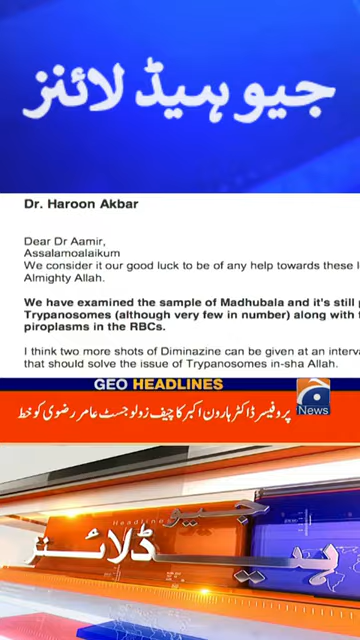 جیو ہیڈ لائنز
Dr. Haroon Akbar
Dear Dr Aamir,
Assalamoalaikum
We consider it our good luck to be of any help towards these
Almighty Allah.
We have examined the sample of Madhubala and it's still
Trypanosomes (although very few in number) along with
piroplasms in the RBCs.
I think two more shots of Diminazine can be given at an
that should solve the issue of Trypanosomes in-sha Allah.
GEO HEADLINES
پروفیسر ڈاکٹر ہارون اکبر کا چیف زولوجسٹ عامر رضوی کو خط
News
Headlines
جیو
ہیڈ لائنز